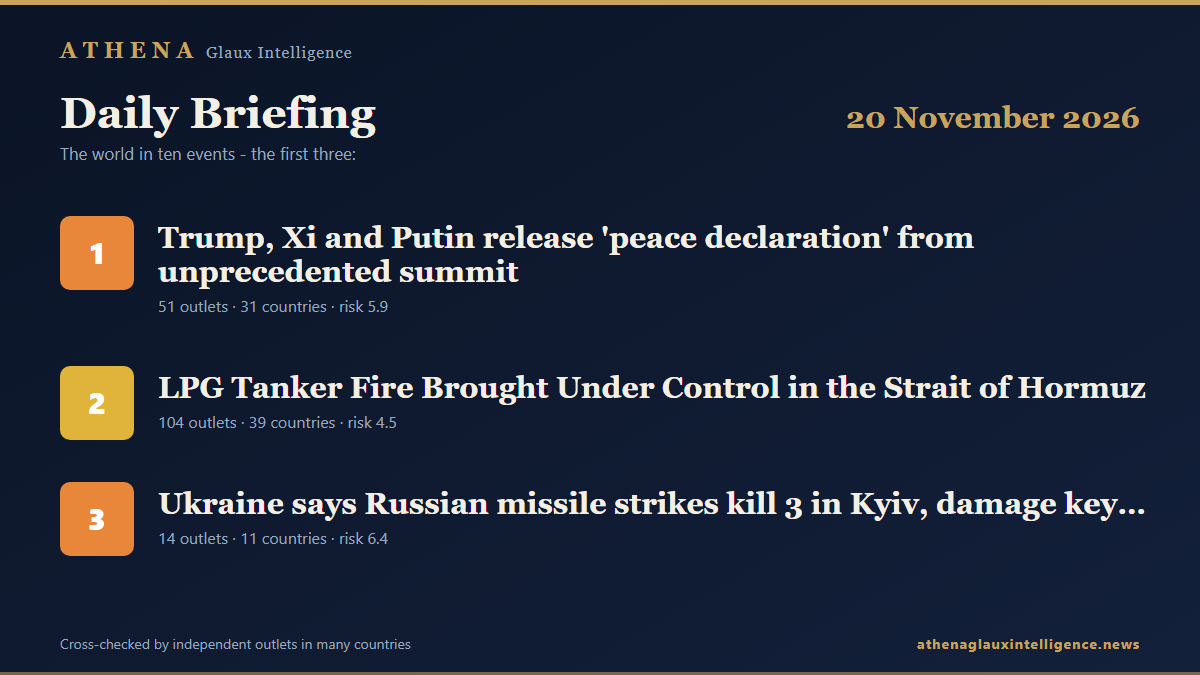 ATHENA Glaux Intelligence
Daily Briefing
20 November 2026
The world in ten events - the first three:
1
Trump, Xi and Putin release 'peace declaration' from
unprecedented summit
51 outlets · 31 countries · risk 5.9
2
LPG Tanker Fire Brought Under Control in the Strait of Hormuz
104 outlets · 39 countries · risk 4.5
3
Ukraine says Russian missile strikes kill 3 in Kyiv, damage key...
14 outlets · 11 countries · risk 6.4
Cross-checked by independent outlets in many countries
athenaglauxintelligence.news